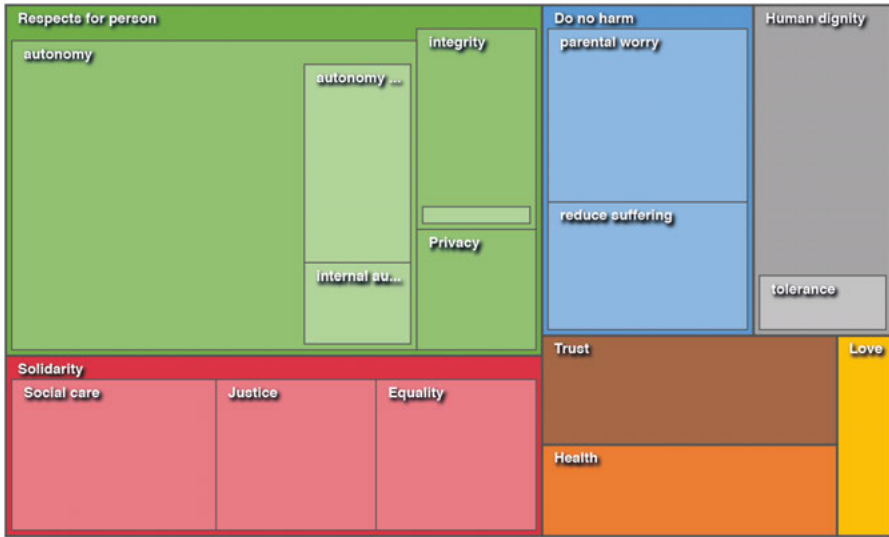 Respects for person
autonomy
autonomy ...
internal au...
integrity
Privacy
Do no harm
parental worry
reduce suffering
Human dignity
tolerance
Solidarity
Social care
Justice
Equality
Trust
Health
Love